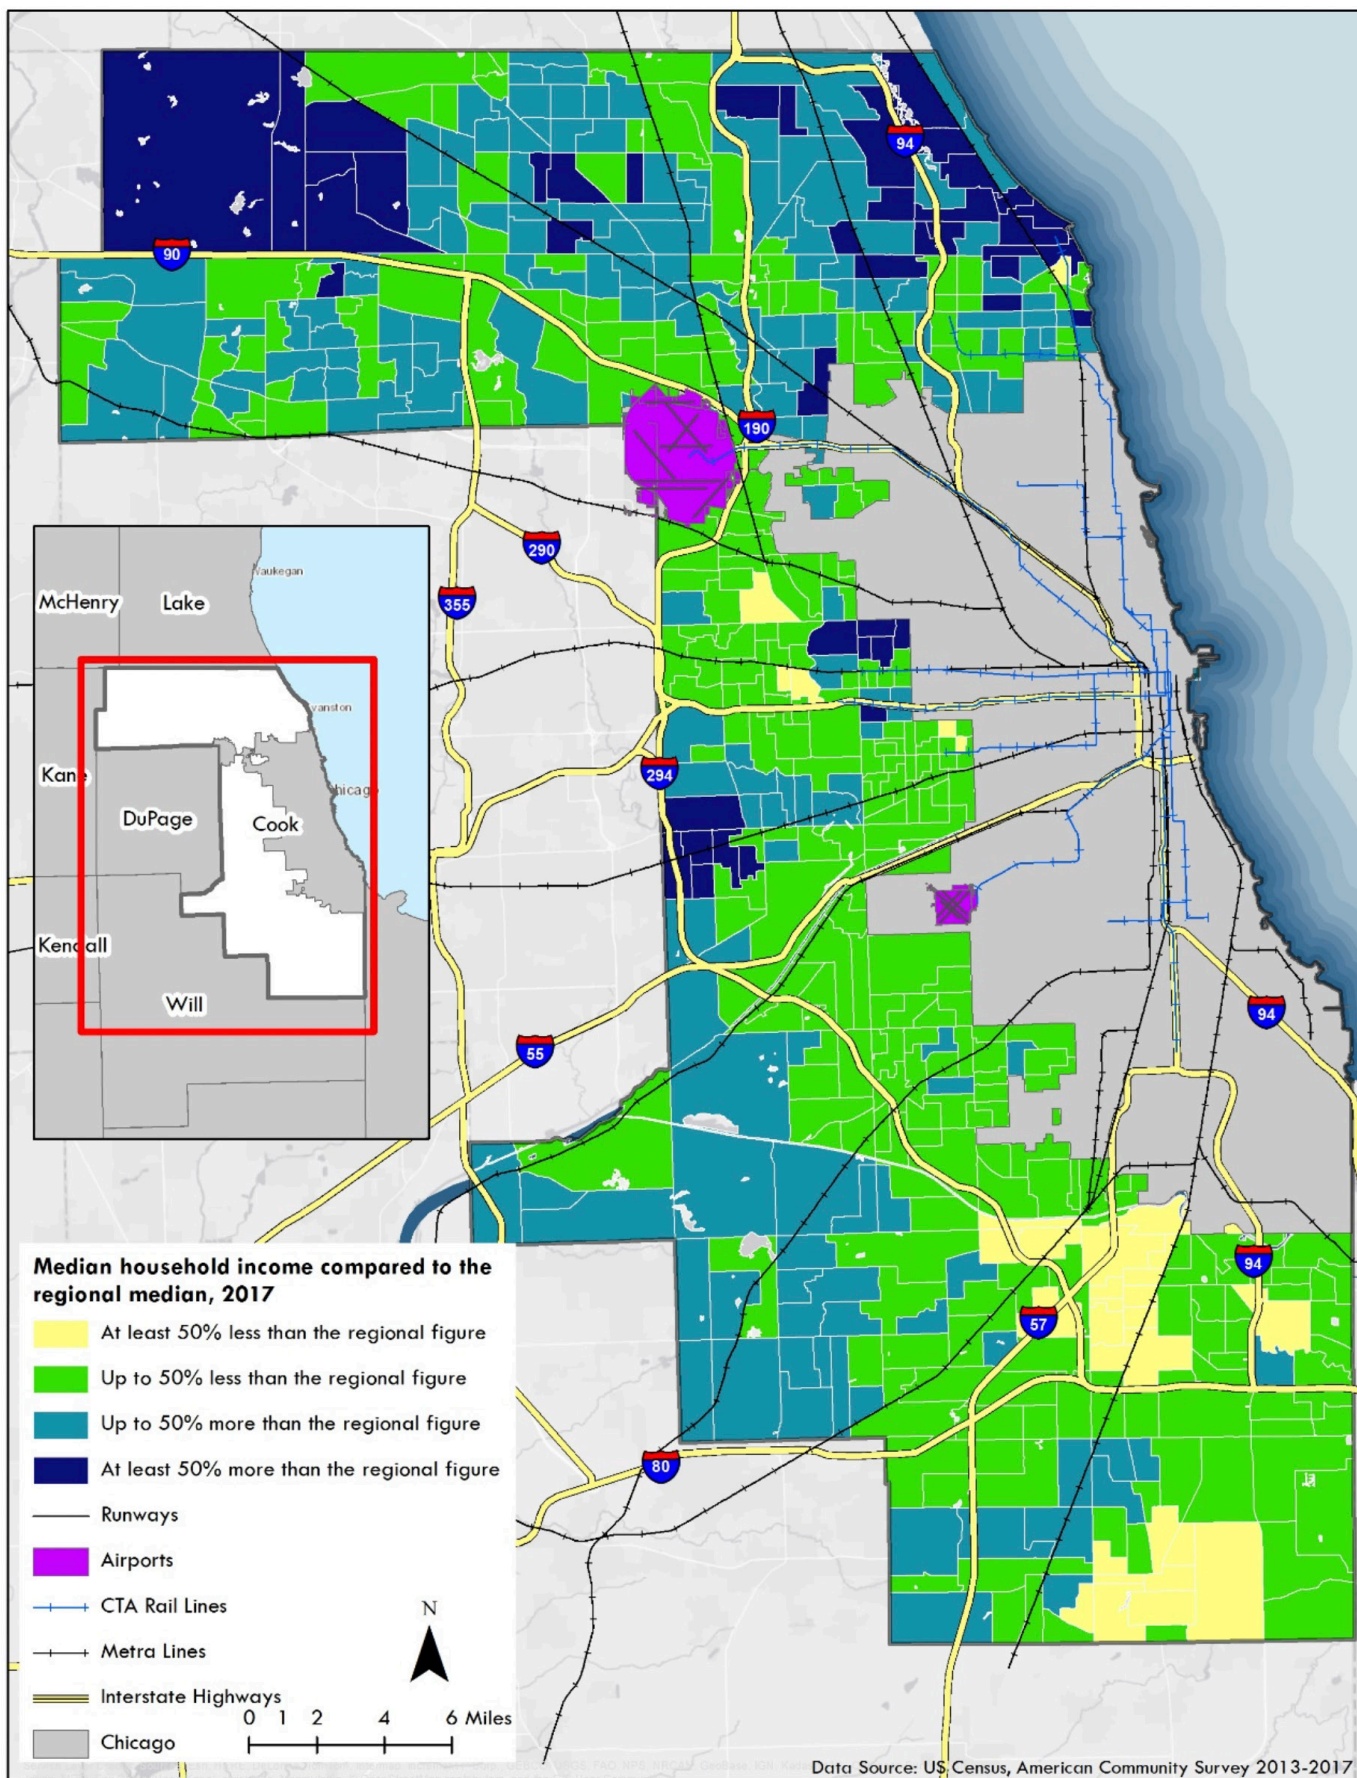 94
90
190
290
355
294
55
94
94
57
80
Waukegan
McHenry
Lake
Evanston
Kane
Chicago
DuPage
Cook
Kendall
Will
Median household income compared to the
regional median, 2017
At least 50% less than the regional figure
Up to 50% less than the regional figure
Up to 50% more than the regional figure
At least 50% more than the regional figure
Runways
Airports
CTA Rail Lines
N
Metra Lines
Interstate Highways
0 1 2 4 6 Miles
Chicago
Data Source: US Census, American Community Survey 2013-2017